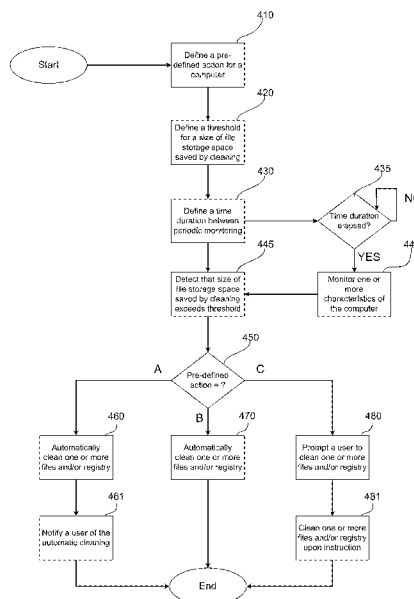 410
Define a pre-
defined action for a
computer
Start
420
Define a threshold
for a size of file
storage space
saved by cleaning
430
435
Define a time
duration between
periodic monitoring
Time duration
elapsed?
NO
445
YES
44
Detect that size of
file storage space
saved by cleaning
exceeds threshold
Monitor one or
more
characteristics of
the computer
450
A
Pre-defined
action = ?
C
B
460
470
480
Automatically
clean one or more
files and/or registry
Automatically
clean one or more
files and/or registry
Prompt a user to
clean one or more
files and/or registry
461
481
Notify a user of the
automatic cleaning
Clean one or more
files and/or registry
upon instruction
End